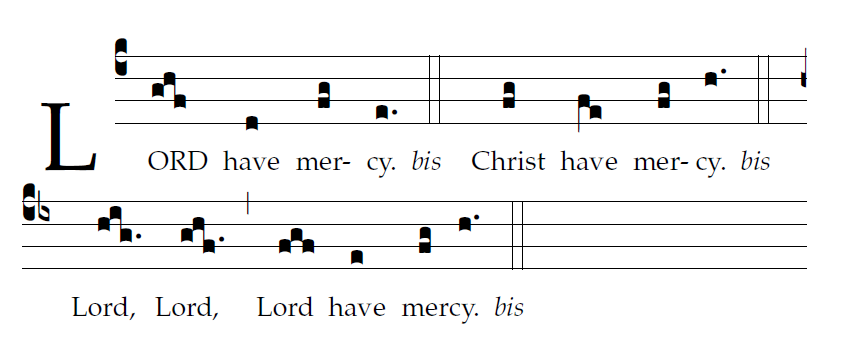 LORD have mer- cy. bis Christ have mer- cy. bis
Lord, Lord, Lord have mercy. bis